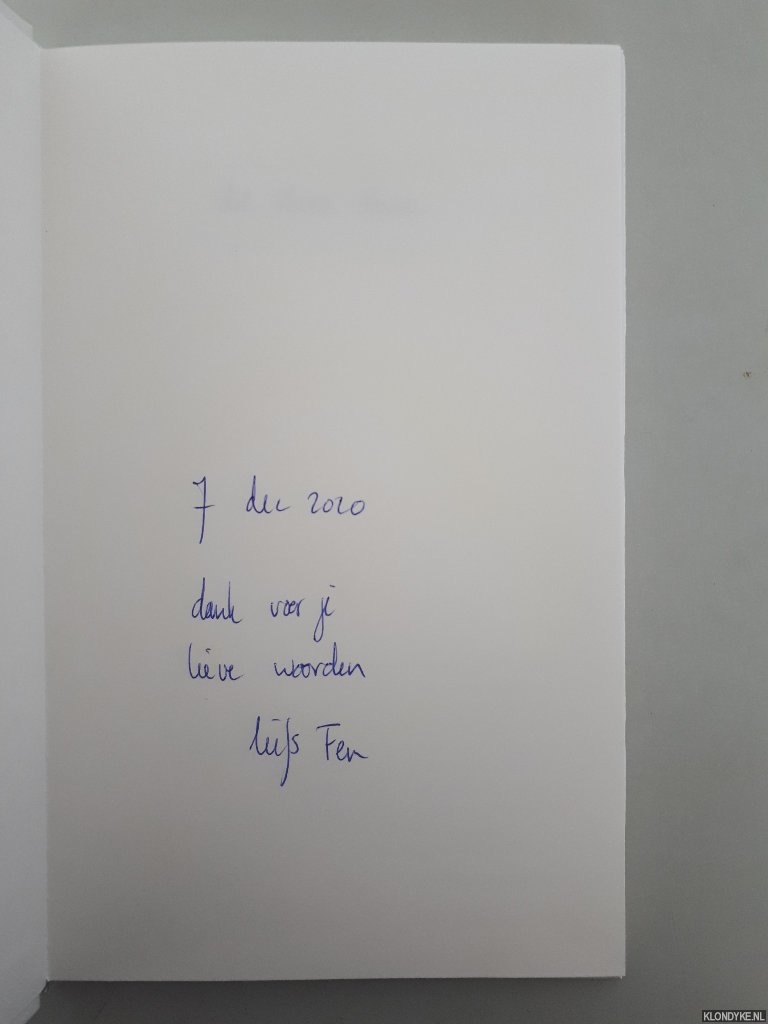 7 dec 2020
dank voor je
lieve woorden
liefs Fen
KLONDYKE.NL